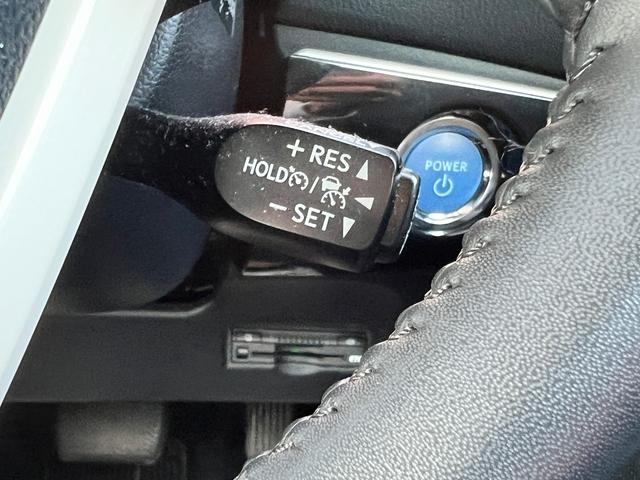 + RES
HOLD /
– SET
POWER